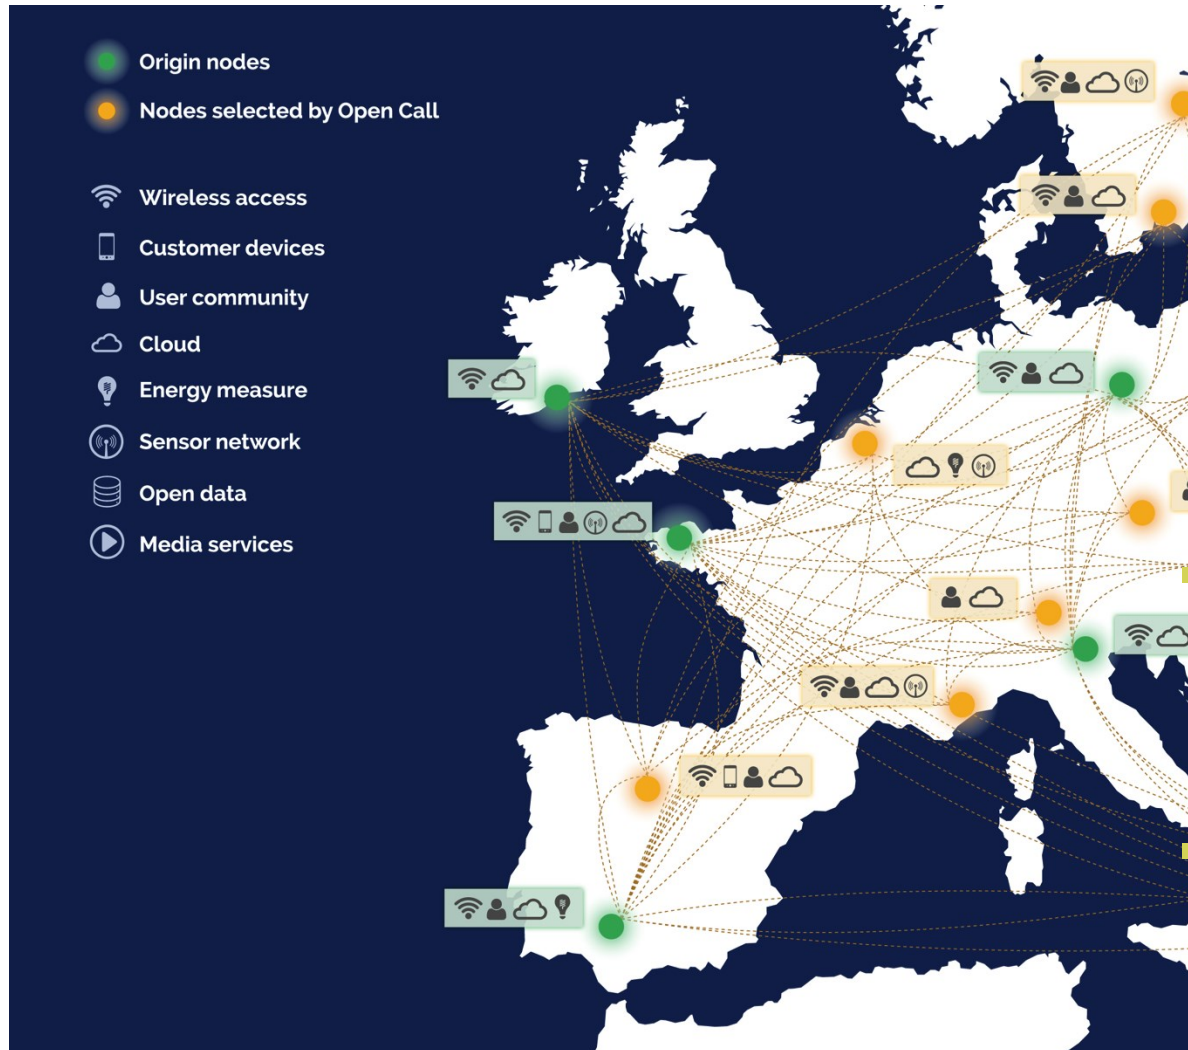 Origin nodes
Nodes selected by Open Call
Wireless access
Customer devices
User community
Cloud
Energy measure
Sensor network
Open data
Media services